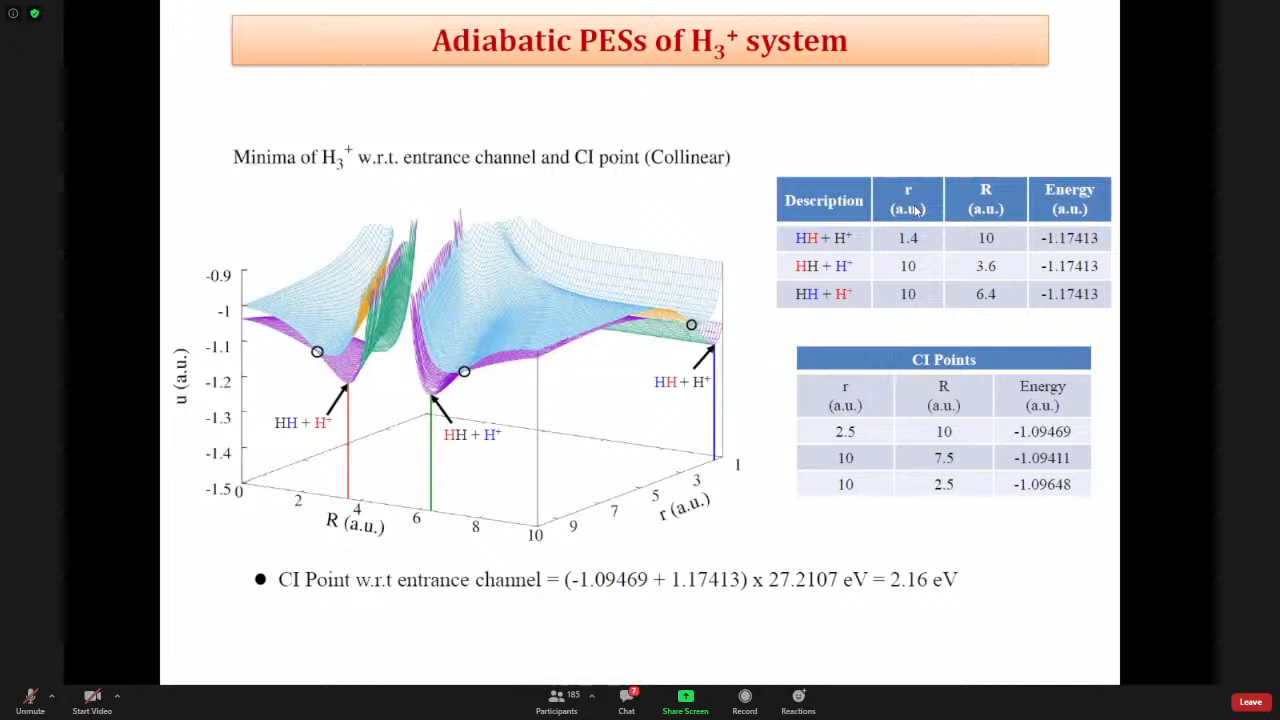 Adiabatic PESs of H₃⁺ system
Minima of H₃⁺ w.r.t. entrance channel and CI point (Collinear)
Description r (a.u.) R (a.u.) Energy (a.u.)
HH + H⁺ 1.4 10 -1.17413
HH + H⁺ 10 3.6 -1.17413
HH + H⁺ 10 6.4 -1.17413
CI Points
r (a.u.) R (a.u.) Energy (a.u.)
2.5 10 -1.09469
10 7.5 -1.09411
10 2.5 -1.09648
u (a.u.)
-0.9
-1
-1.1
-1.2
-1.3
-1.4
-1.5
0
2
4
6
8
10
R (a.u.)
9
7
5
3
1
r (a.u.)
HH + H⁺
HH + H⁺
HH + H⁺
● CI Point w.r.t entrance channel = (-1.09469 + 1.17413) x 27.2107 eV = 2.16 eV
Unmute
Start Video
Participants 185
Chat 7
Share Screen
Record
Reactions
Leave